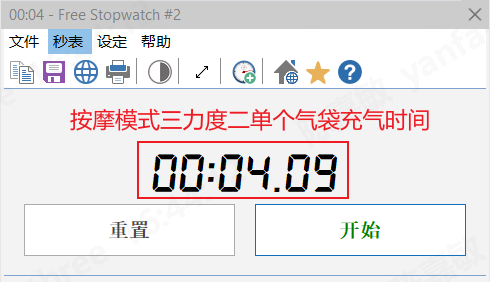 00:04 - Free Stopwatch #2
文件 秒表 设定 帮助
按摩模式三力度二单个气袋充气时间
00:04.09
重置 开始